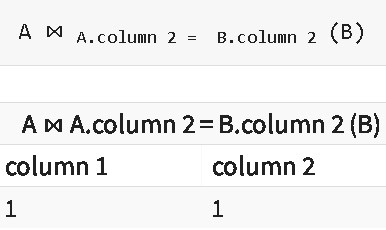 A ⋈ A.column 2 = B.column 2 (B)
A ⋈ A.column 2 = B.column 2 (B)
column 1 column 2
1 1